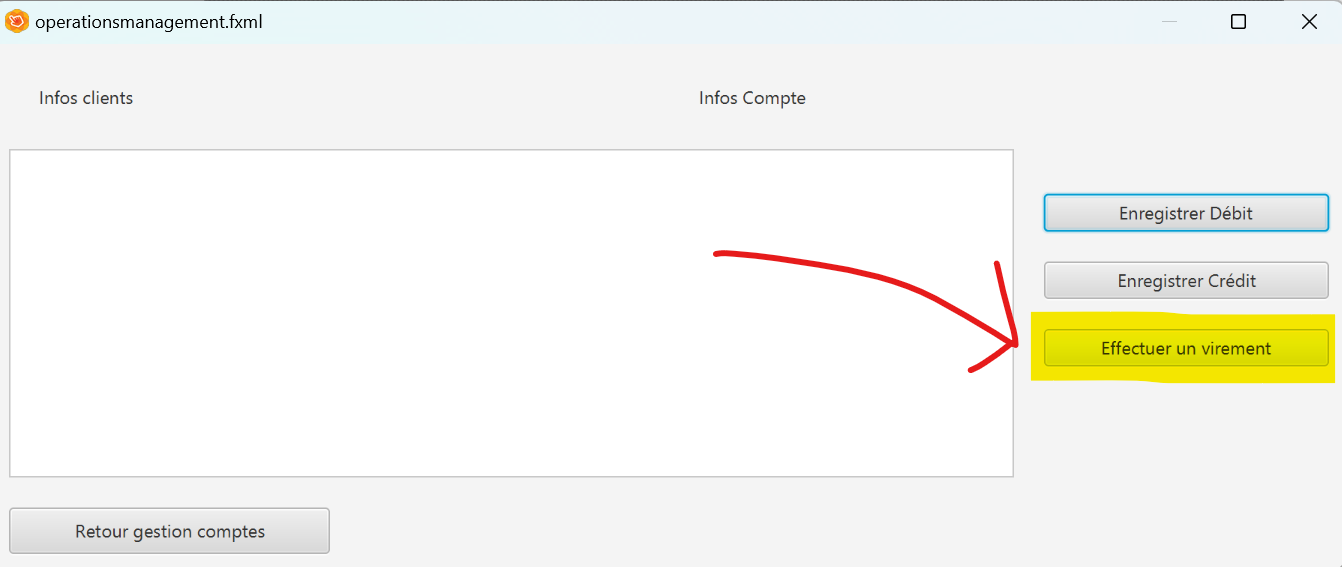 operationsmanagement.fxml
Infos clients
Infos Compte
Enregistrer Débit
Enregistrer Crédit
Effectuer un virement
Retour gestion comptes